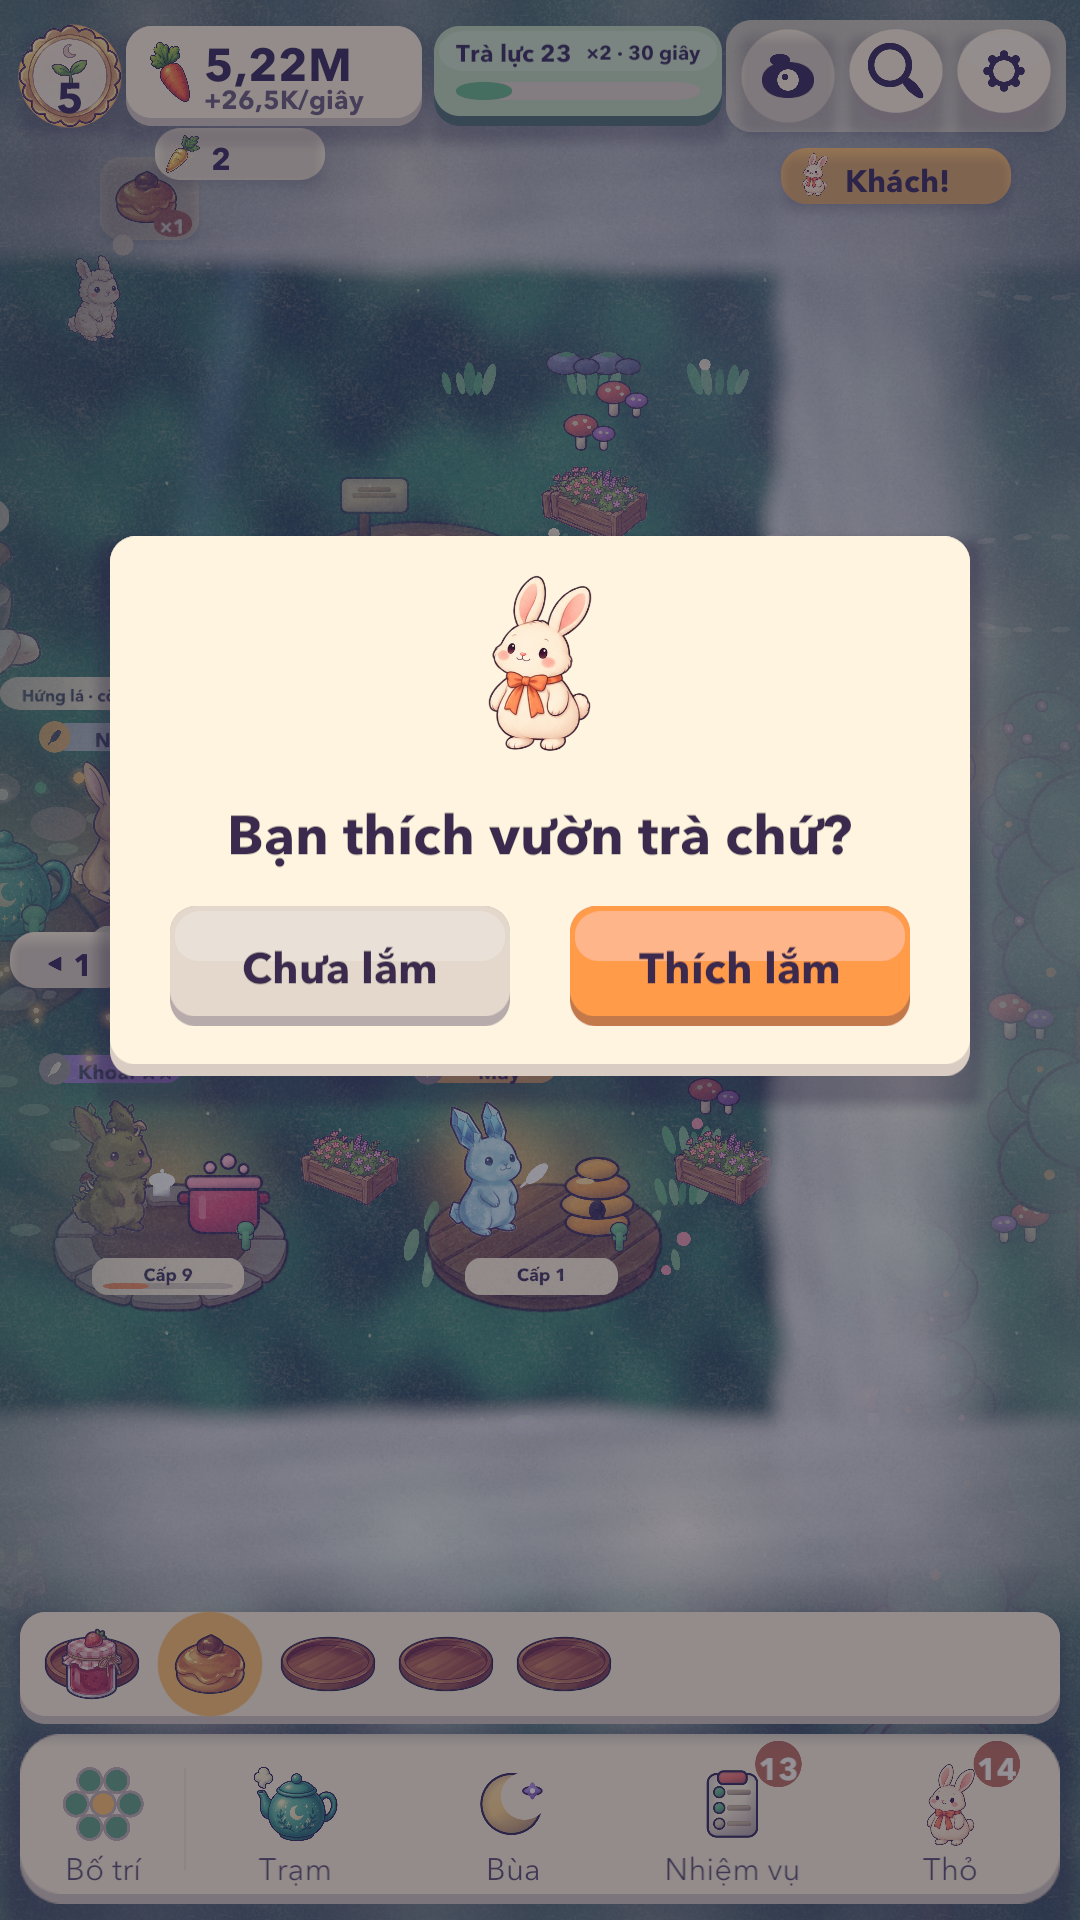 5
5,22M
+26,5K/giây
Trà lực 23 ×2 · 30 giây
2
×1
Khách!
Hứng lá ·
Bạn thích vườn trà chứ?
Chưa lắm
Thích lắm
◂ 1
Cấp 9
Cấp 1
13
14
Bố trí
Trạm
Bùa
Nhiệm vụ
Thỏ